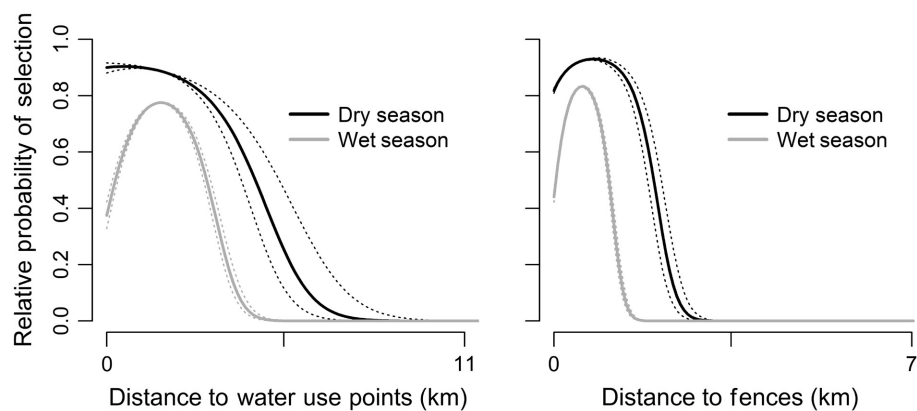 Relative probability of selection
1.0
0.8
0.6
0.4
0.2
0.0
Dry season
Wet season
0
11
Distance to water use points (km)
Dry season
Wet season
0
7
Distance to fences (km)